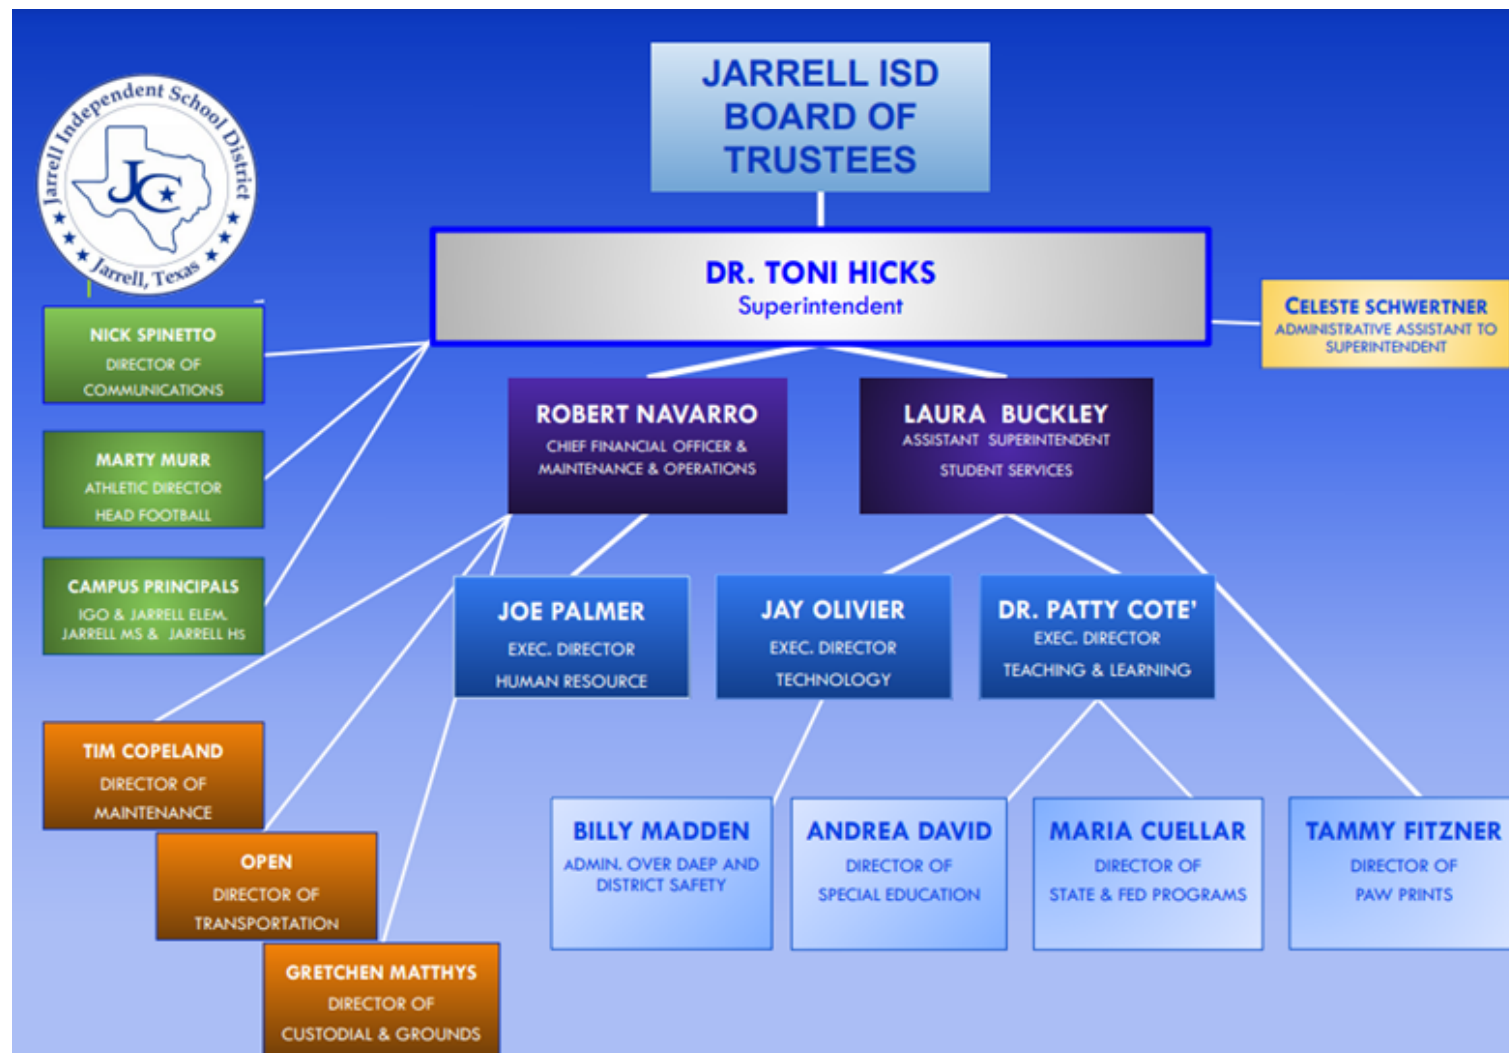 JARRELL ISD
BOARD OF
TRUSTEES
Jarrell Independent School District
JC
Jarrell, Texas
DR. TONI HICKS
Superintendent
CELESTE SCHWERTNER
ADMINISTRATIVE ASSISTANT TO
SUPERINTENDENT
NICK SPINETTO
DIRECTOR OF
COMMUNICATIONS
MARTY MURR
ATHLETIC DIRECTOR
HEAD FOOTBALL
CAMPUS PRINCIPALS
IGO & JARRELL ELEM.
JARRELL MS & JARRELL HS
ROBERT NAVARRO
CHIEF FINANCIAL OFFICER &
MAINTENANCE & OPERATIONS
LAURA BUCKLEY
ASSISTANT SUPERINTENDENT
STUDENT SERVICES
JOE PALMER
EXEC. DIRECTOR
HUMAN RESOURCE
JAY OLIVIER
EXEC. DIRECTOR
TECHNOLOGY
DR. PATTY COTE'
EXEC. DIRECTOR
TEACHING & LEARNING
TIM COPELAND
DIRECTOR OF
MAINTENANCE
OPEN
DIRECTOR OF
TRANSPORTATION
GRETCHEN MATTHYS
DIRECTOR OF
CUSTODIAL & GROUNDS
BILLY MADDEN
ADMIN. OVER DAEP AND
DISTRICT SAFETY
ANDREA DAVID
DIRECTOR OF
SPECIAL EDUCATION
MARIA CUELLAR
DIRECTOR OF
STATE & FED PROGRAMS
TAMMY FITZNER
DIRECTOR OF
PAW PRINTS